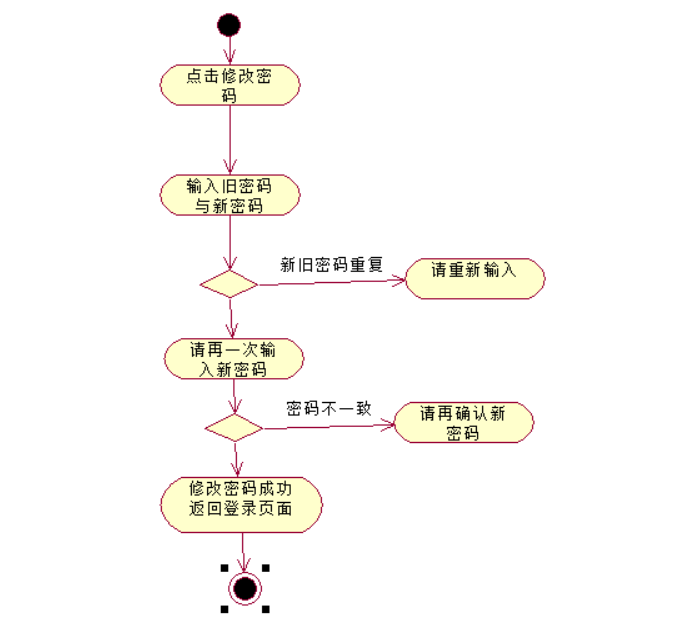 点击修改密
码
输入旧密码
与新密码
新旧密码重复
请重新输入
请再一次输
入新密码
密码不一致
请再确认新
密码
修改密码成功
返回登录页面